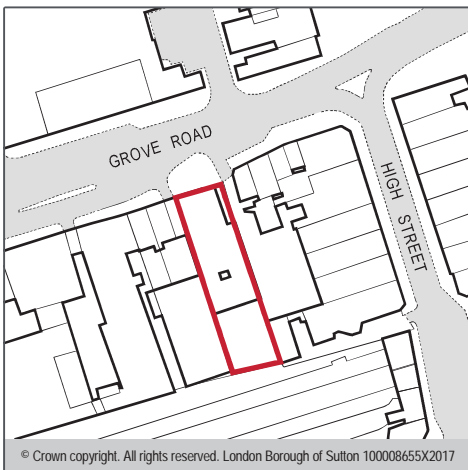 GROVE ROAD
HIGH STREET
© Crown copyright. All rights reserved. London Borough of Sutton 100008655X2017